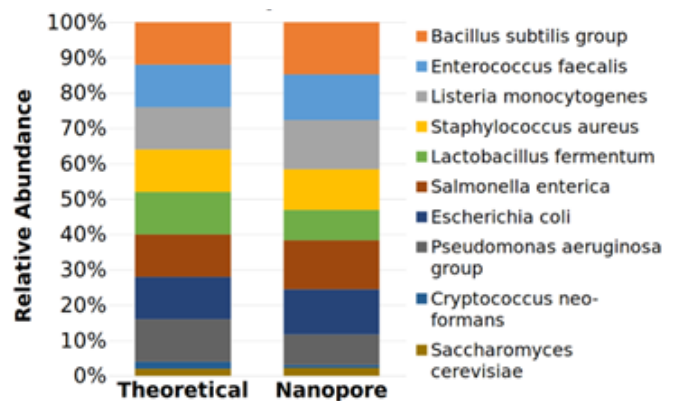 100%
90%
80%
70%
60%
50%
40%
30%
20%
10%
0%
Relative Abundance
Theoretical
Nanopore
Bacillus subtilis group
Enterococcus faecalis
Listeria monocytogenes
Staphylococcus aureus
Lactobacillus fermentum
Salmonella enterica
Escherichia coli
Pseudomonas aeruginosa
group
Cryptococcus neo-
formans
Saccharomyces
cerevisiae